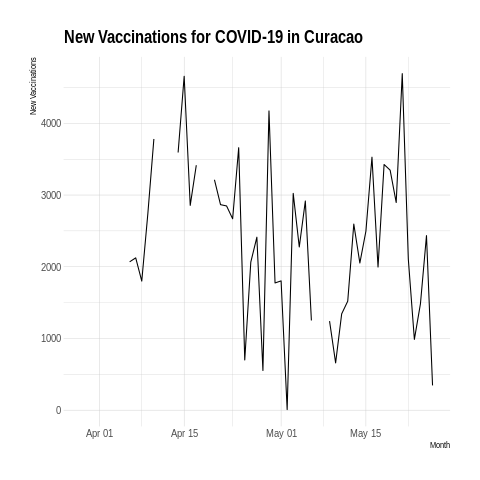 New Vaccinations for COVID-19 in Curacao
New Vaccinations
4000
3000
2000
1000
0
Apr 01 Apr 15 May 01 May 15
Month